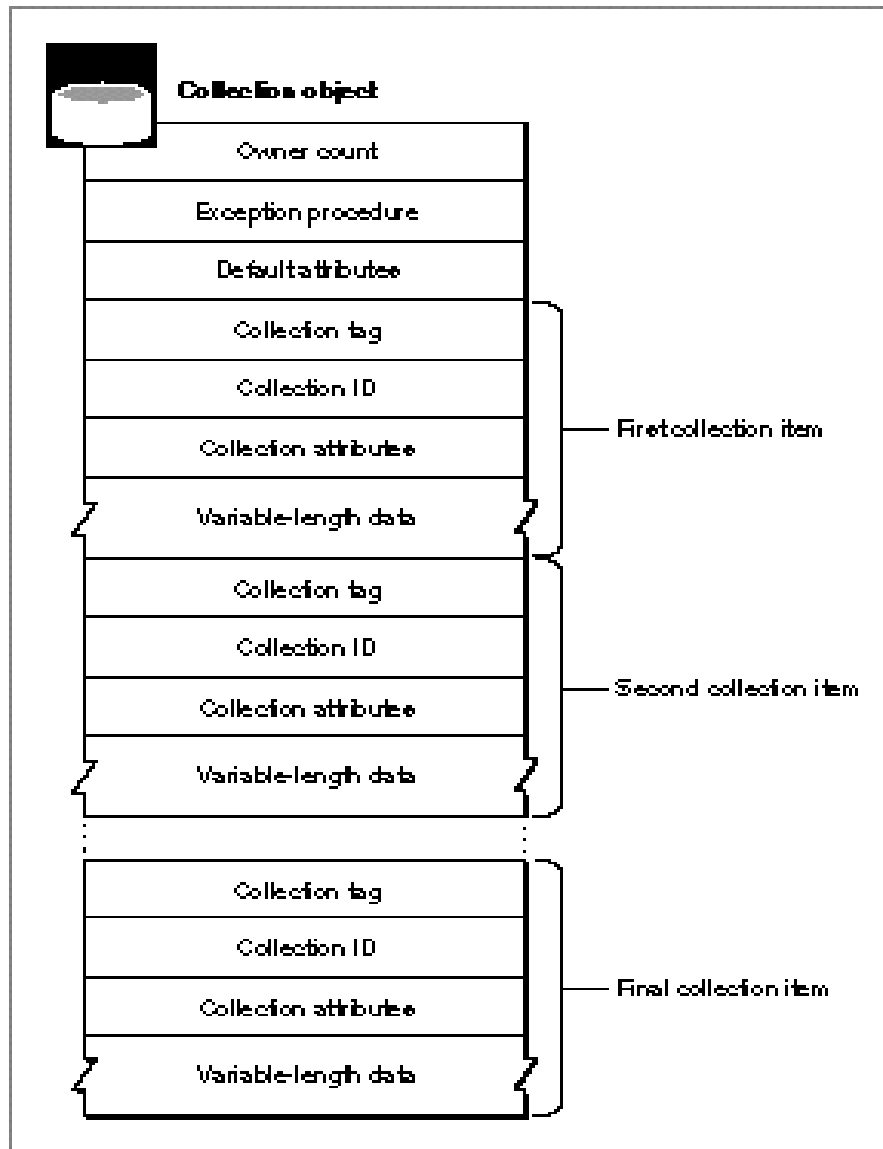 Collection object
Owner count
Exception procedure
Default attributes
Collection tag
Collection ID
Collection attributes
First collection item
Variable-length data
Collection tag
Collection ID
Second collection item
Collection attributes
Variable-length data
Collection tag
Collection ID
Final collection item
Collection attributes
Variable-length data